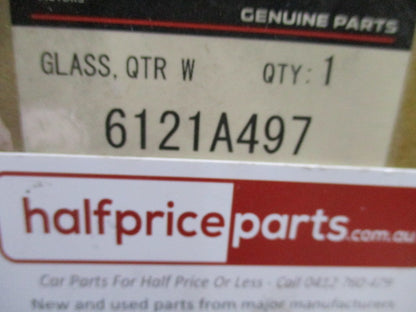 GENUINE PARTS
GLASS, QTR W QTY: 1
6121A497
halfpriceparts.com.au
Car Parts For Half Price Or Less - Call 0412-760-479
New and used parts from major manufacturers